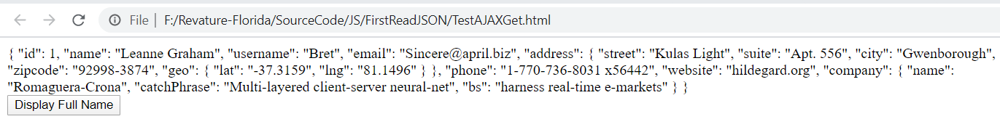 File | F:/Revature-Florida/SourceCode/JS/FirstReadJSON/TestAJAXGet.html
{ "id": 1, "name": "Leanne Graham", "username": "Bret", "email": "Sincere@april.biz", "address": { "street": "Kulas Light", "suite": "Apt. 556", "city": "Gwenborough",
"zipcode": "92998-3874", "geo": { "lat": "-37.3159", "lng": "81.1496" } }, "phone": "1-770-736-8031 x56442", "website": "hildegard.org", "company": { "name":
"Romaguera-Crona", "catchPhrase": "Multi-layered client-server neural-net", "bs": "harness real-time e-markets" } }
Display Full Name